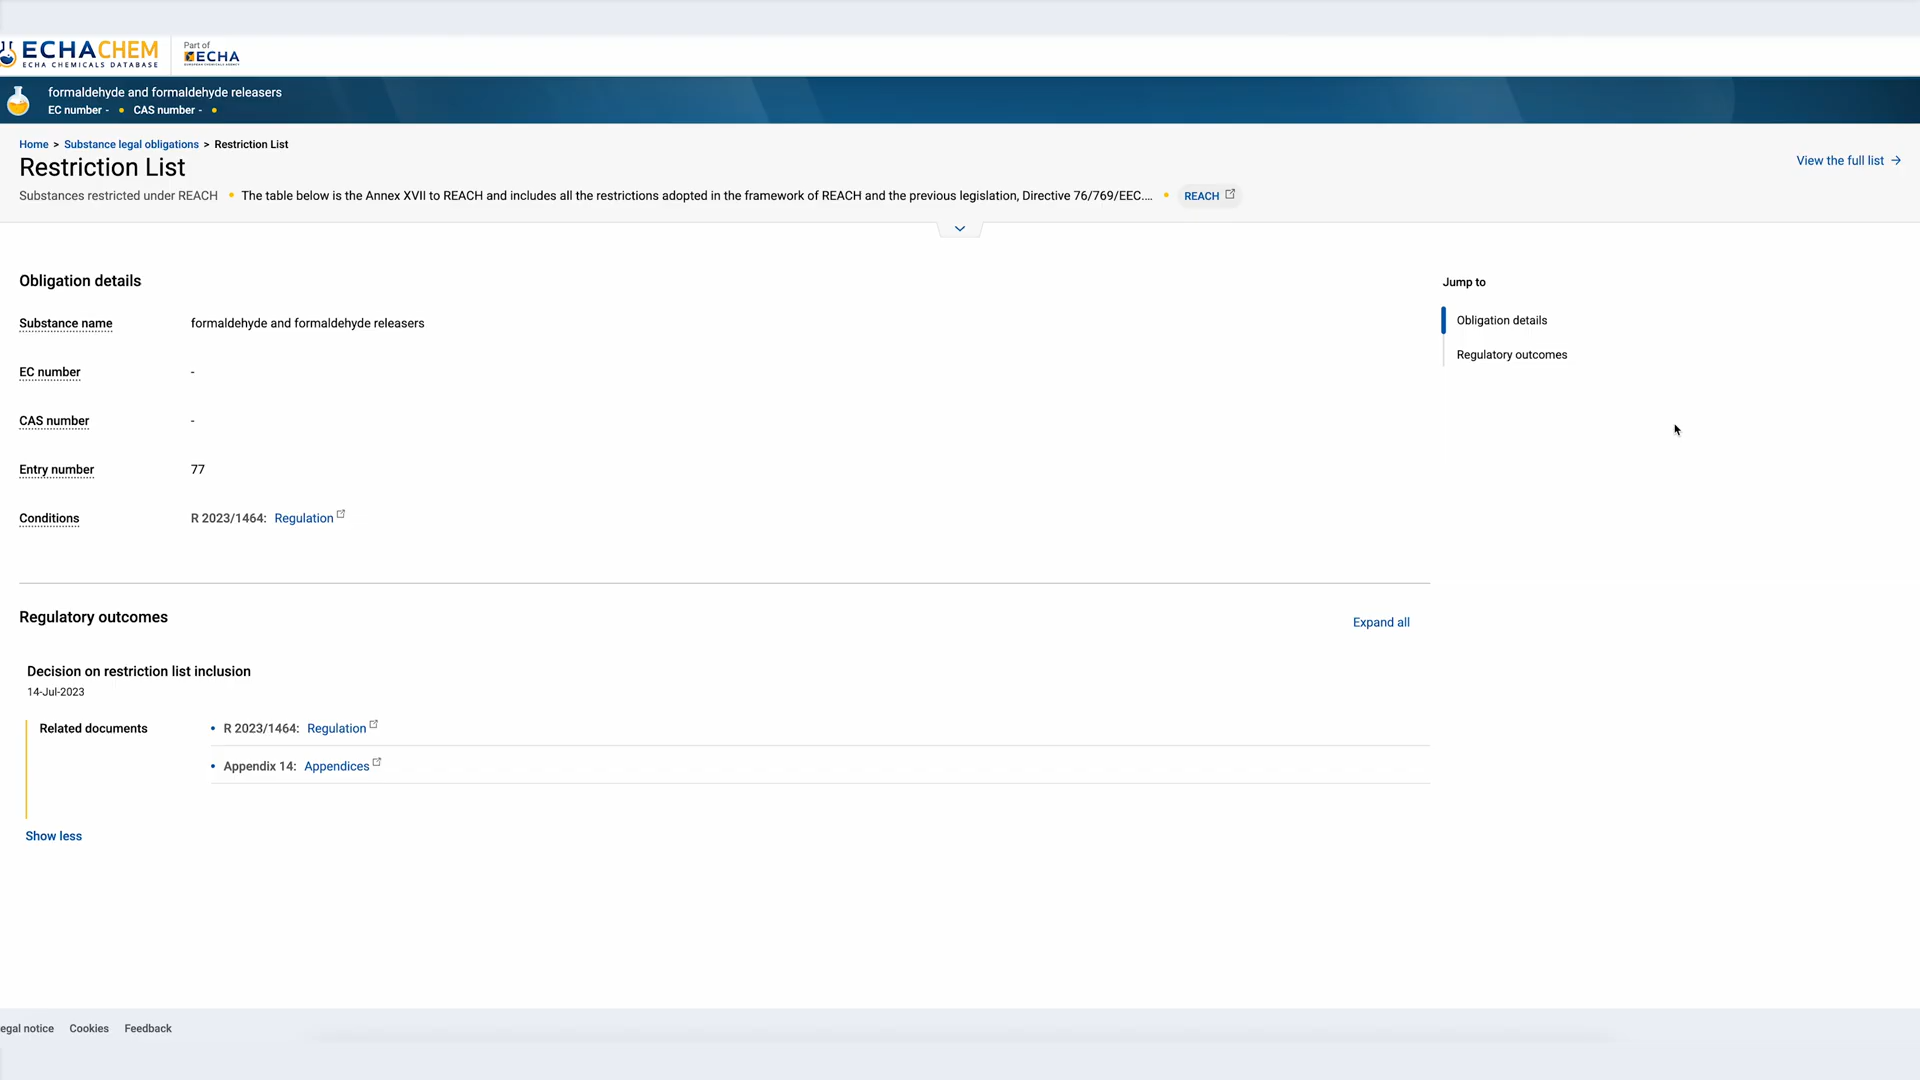 ECHACHEM
ECHA CHEMICALS DATABASE
Part of
ECHA
EUROPEAN CHEMICALS AGENCY
formaldehyde and formaldehyde releasers
EC number - • CAS number - •
Home > Substance legal obligations > Restriction List
Restriction List
View the full list →
Substances restricted under REACH • The table below is the Annex XVII to REACH and includes all the restrictions adopted in the framework of REACH and the previous legislation, Directive 76/769/EEC.... • REACH
Obligation details
Jump to
Substance name formaldehyde and formaldehyde releasers
Obligation details
Regulatory outcomes
EC number -
CAS number -
Entry number 77
Conditions R 2023/1464: Regulation
Regulatory outcomes
Expand all
Decision on restriction list inclusion
14-Jul-2023
Related documents • R 2023/1464: Regulation
• Appendix 14: Appendices
Show less
egal notice Cookies Feedback